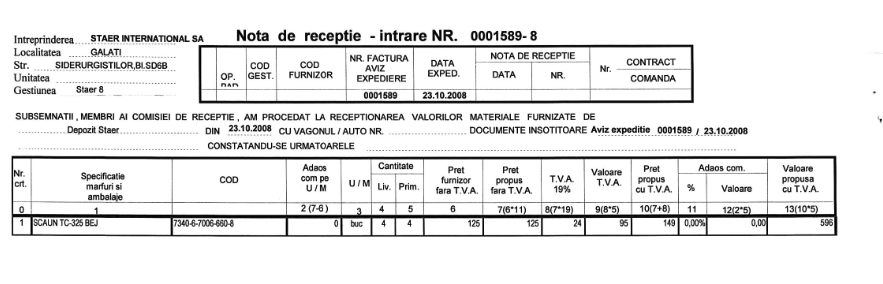 Nota de receptie - intrare NR. 0001589- 8
Intreprinderea STAER INTERNATIONAL SA
Localitatea GALATI
Str. SIDERURGISTILOR,Bl.SD6B
Unitatea
Gestiunea Staer 8
OP. COD GEST. COD FURNIZOR NR. FACTURA AVIZ EXPEDIERE DATA EXPED. NOTA DE RECEPTIE DATA NR. Nr. CONTRACT COMANDA
0001589 23.10.2008
SUBSEMNATII , MEMBRI AI COMISIEI DE RECEPTIE , AM PROCEDAT LA RECEPTIONAREA VALORILOR MATERIALE FURNIZATE DE
Depozit Staer DIN 23.10.2008 CU VAGONUL / AUTO NR. DOCUMENTE INSOTITOARE Aviz expeditie 0001589 / 23.10.2008
CONSTATANDU-SE URMATOARELE
Nr. crt. Specificatie marfuri si ambalaje COD Adaos com pe U / M U / M Cantitate Liv. Prim. Pret furnizor fara T.V.A. Pret propus fara T.V.A. T.V.A. 19% Valoare T.V.A. Pret propus cu T.V.A. Adaos com. % Valoare Valoare propusa cu T.V.A.
0 1 2 (7-6) 3 4 5 6 7(6*11) 8(7*19) 9(8*5) 10(7+8) 11 12(2*5) 13(10*5)
1 SCAUN TC-325 BEJ 7340-6-7006-660-8 0 buc 4 4 125 125 24 95 149 0,00% 0,00 596